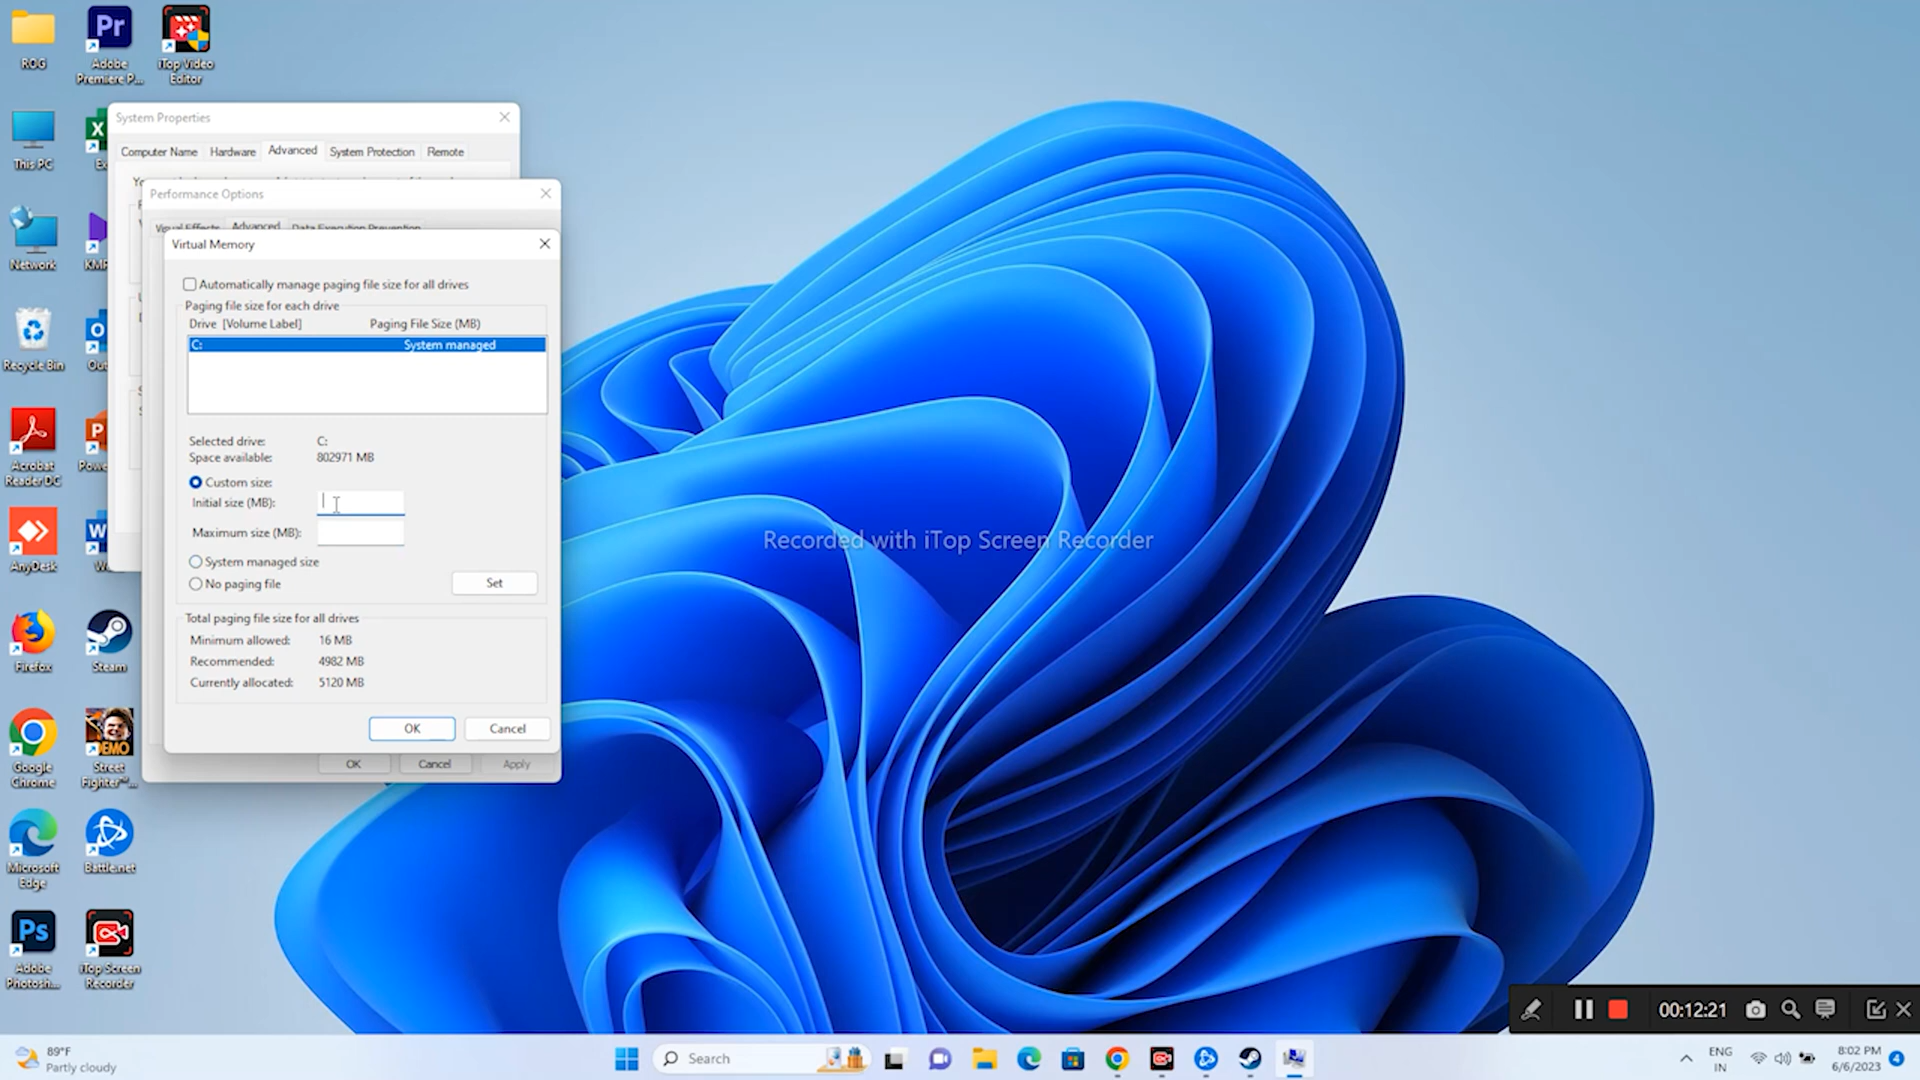 ROG
Adobe
Premiere P...
iTop Video
Editor
This PC
Network
Recycle Bin
Acrobat
Reader DC
AnyDesk
Firefox
Steam
Google
Chrome
Street
Fighter™...
Microsoft
Edge
Battle.net
Adobe
Photosh...
iTop Screen
Recorder
System Properties
Computer Name Hardware Advanced System Protection Remote
Performance Options
Visual Effects Advanced Data Execution Prevention
Virtual Memory
Automatically manage paging file size for all drives
Paging file size for each drive
Drive [Volume Label] Paging File Size (MB)
C: System managed
Selected drive: C:
Space available: 802971 MB
Custom size:
Initial size (MB):
Maximum size (MB):
System managed size
No paging file Set
Total paging file size for all drives
Minimum allowed: 16 MB
Recommended: 4982 MB
Currently allocated: 5120 MB
OK Cancel
OK Cancel Apply
Recorded with iTop Screen Recorder
00:12:21
89°F
Partly cloudy
Search
ENG
IN
8:02 PM
6/6/2023
4